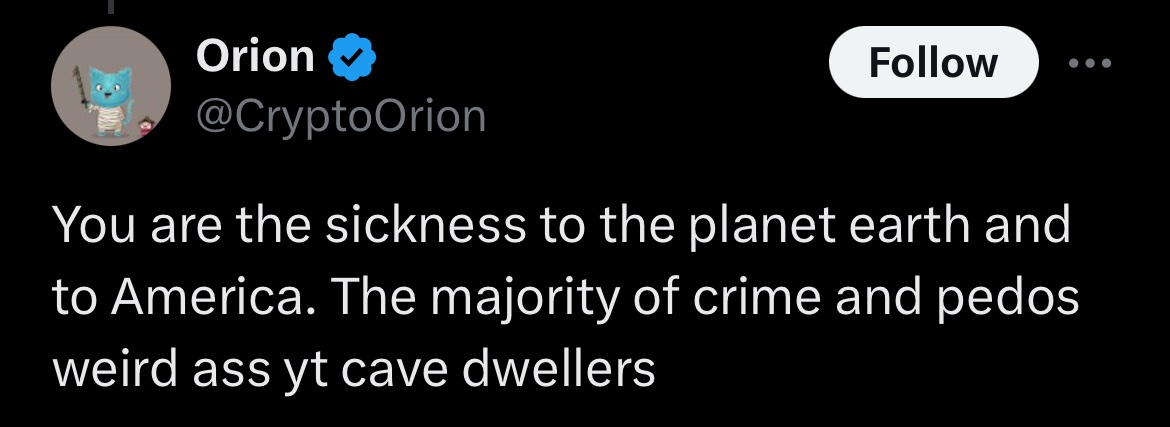 Orion
@CryptoOrion
Follow
You are the sickness to the planet earth and
to America. The majority of crime and pedos
weird ass yt cave dwellers